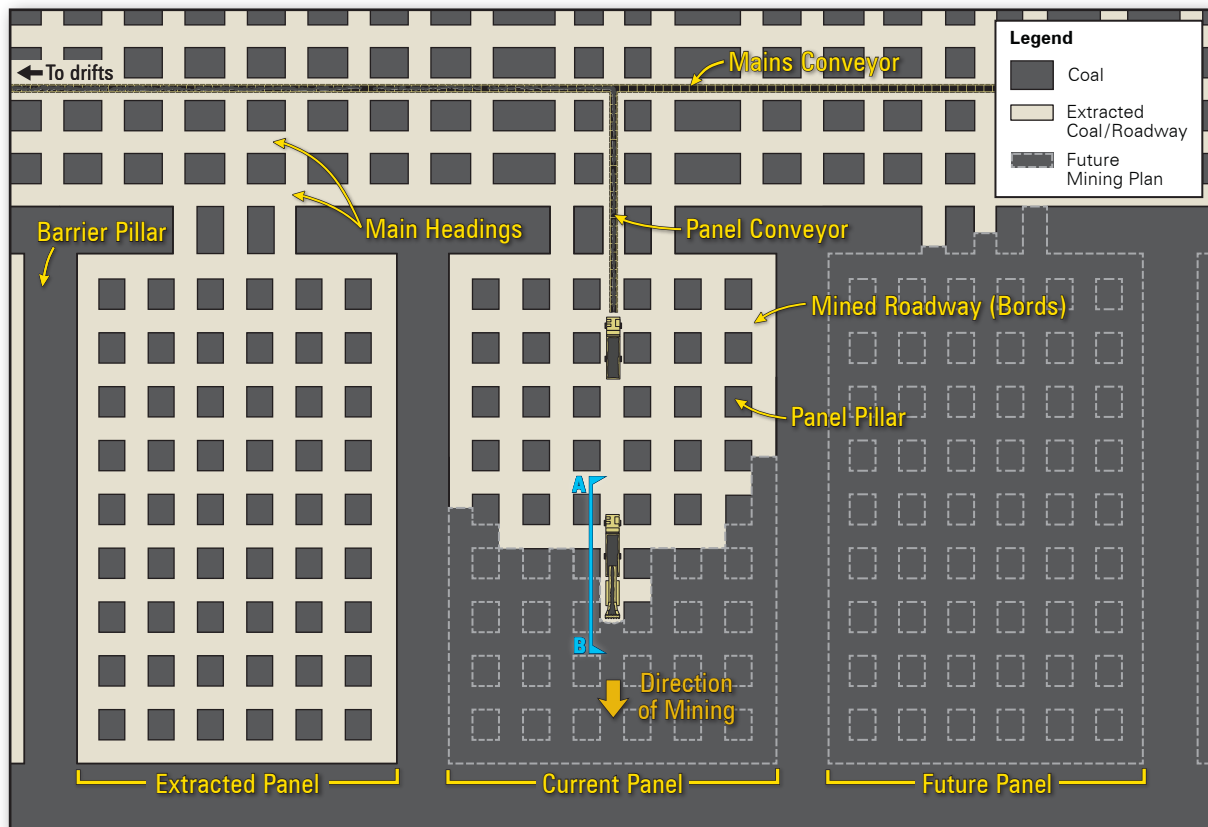 Legend
Coal
Extracted
Coal/Roadway
Future
Mining Plan
To drifts
Mains Conveyor
Barrier Pillar
Main Headings
Panel Conveyor
Mined Roadway (Bords)
Panel Pillar
A
B
Direction
of Mining
Extracted Panel
Current Panel
Future Panel